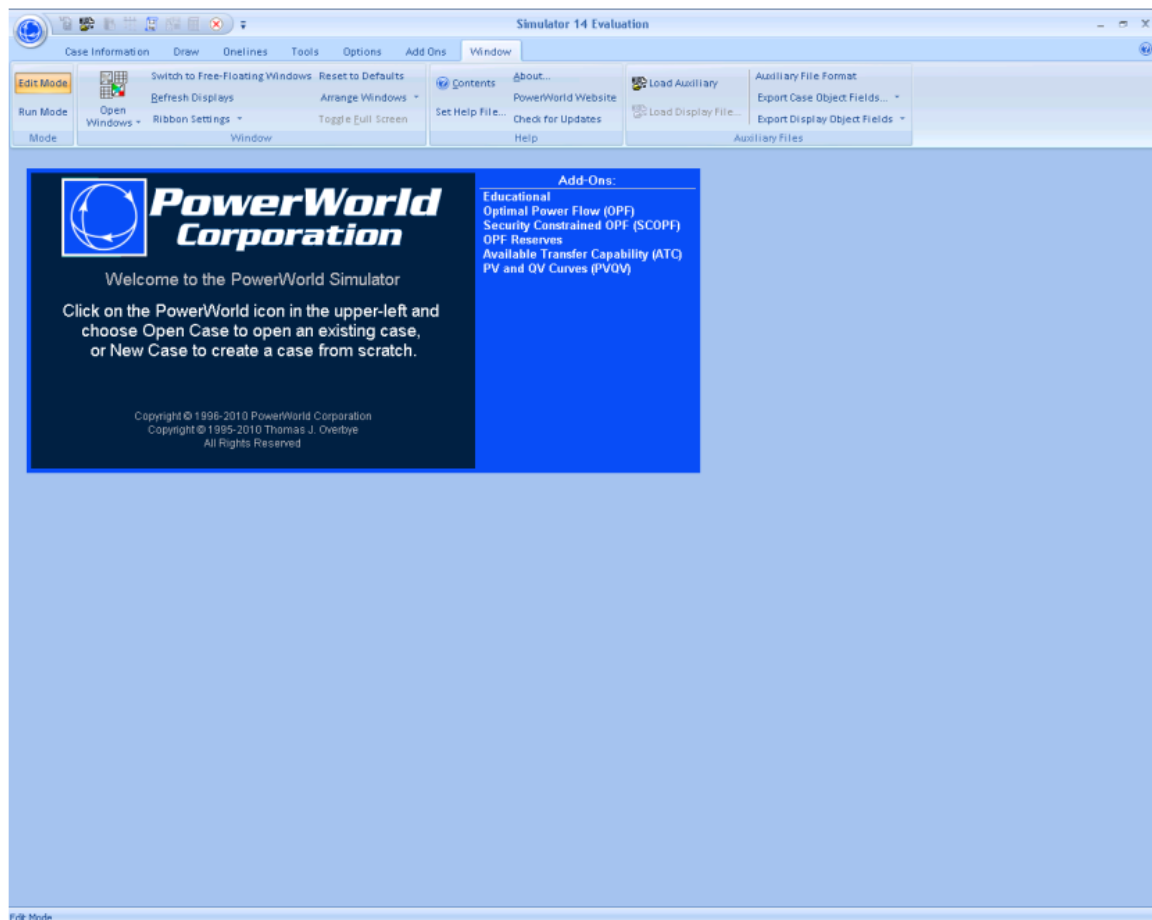 Simulator 14 Evaluation
Case Information Draw Onelines Tools Options Add Ons Window
Edit Mode
Run Mode
Mode
Open Windows
Switch to Free-Floating Windows Reset to Defaults
Refresh Displays Arrange Windows
Ribbon Settings Toggle Full Screen
Window
Contents About...
PowerWorld Website
Set Help File... Check for Updates
Help
Load Auxiliary Auxiliary File Format
Export Case Object Fields...
Load Display File... Export Display Object Fields
Auxiliary Files
PowerWorld
Corporation
Welcome to the PowerWorld Simulator
Click on the PowerWorld icon in the upper-left and
choose Open Case to open an existing case,
or New Case to create a case from scratch.
Copyright © 1996-2010 PowerWorld Corporation
Copyright © 1995-2010 Thomas J. Overbye
All Rights Reserved
Add-Ons:
Educational
Optimal Power Flow (OPF)
Security Constrained OPF (SCOPF)
OPF Reserves
Available Transfer Capability (ATC)
PV and QV Curves (PVQV)
Edit Mode